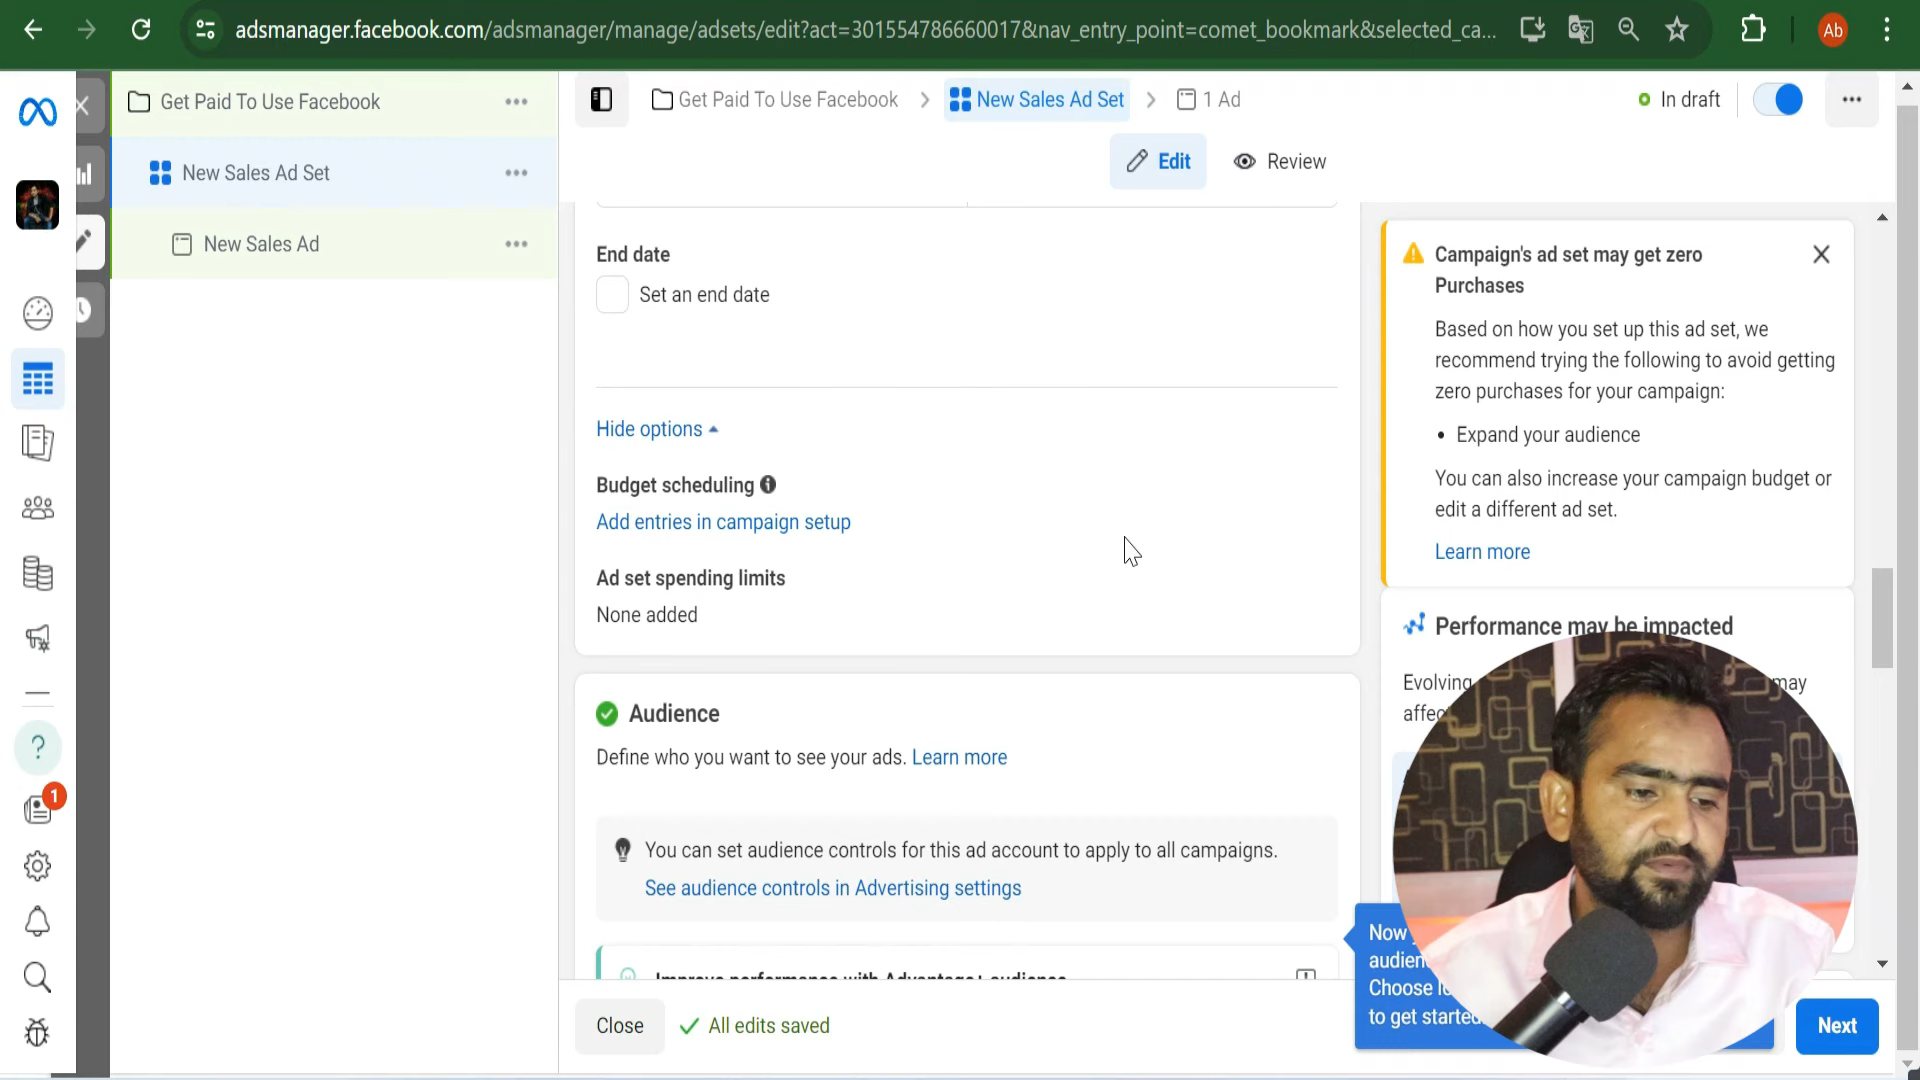 adsmanager.facebook.com/adsmanager/manage/adsets/edit?act=301554786660017&nav_entry_point=comet_bookmark&selected_ca...
Ab
Get Paid To Use Facebook
New Sales Ad Set
New Sales Ad
Get Paid To Use Facebook
New Sales Ad Set
1 Ad
In draft
Edit
Review
End date
Set an end date
Hide options
Budget scheduling
Add entries in campaign setup
Ad set spending limits
None added
Audience
Define who you want to see your ads. Learn more
You can set audience controls for this ad account to apply to all campaigns.
See audience controls in Advertising settings
Improve performance with Advantage+ audience
Campaign's ad set may get zero
Purchases
Based on how you set up this ad set, we
recommend trying the following to avoid getting
zero purchases for your campaign:
• Expand your audience
You can also increase your campaign budget or
edit a different ad set.
Learn more
Performance may be impacted
Evolving
may
Now
Choose
to get started
1
Close
All edits saved
Next